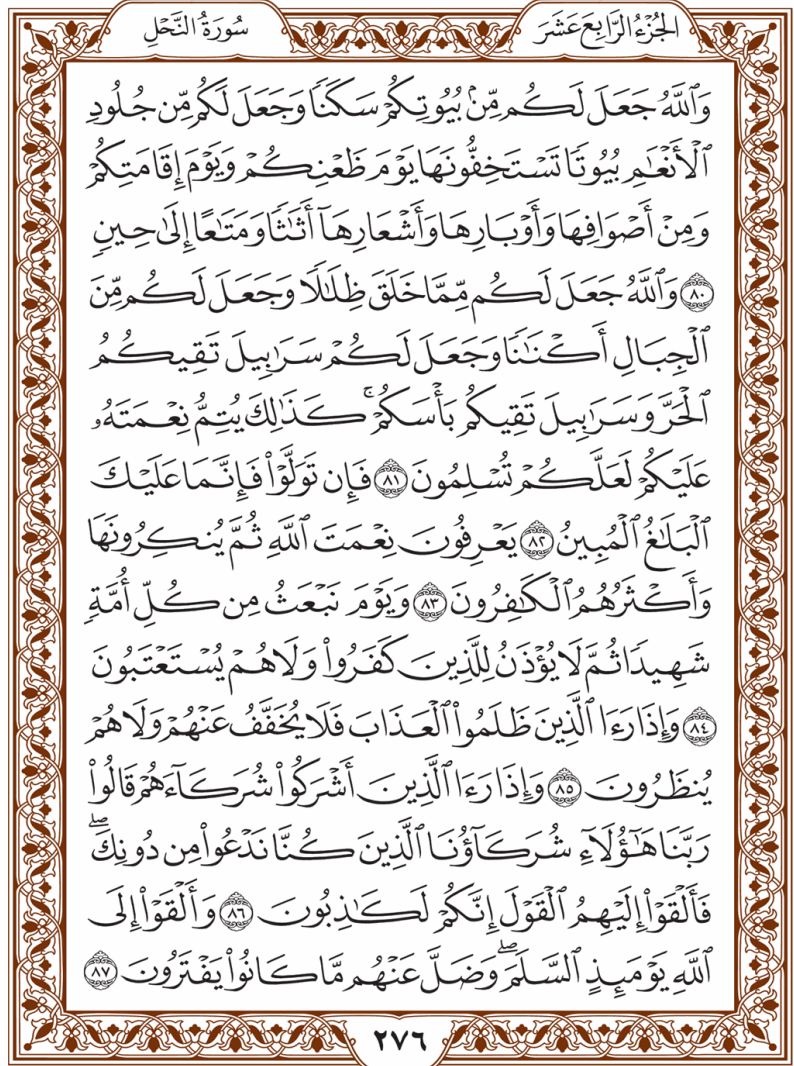 الجُزْءُ الرَّابِعَ عَشَرَ
سُورَةُ النَّحْلِ
وَٱللَّهُ جَعَلَ لَكُم مِّنۢ بُيُوتِكُمْ سَكَنًا وَجَعَلَ لَكُم مِّن جُلُودِ
ٱلْأَنْعَٰمِ بُيُوتًا تَسْتَخِفُّونَهَا يَوْمَ ظَعْنِكُمْ وَيَوْمَ إِقَامَتِكُمْ
وَمِنْ أَصْوَافِهَا وَأَوْبَارِهَا وَأَشْعَارِهَآ أَثَٰثًا وَمَتَٰعًا إِلَىٰ حِينٍ
٨٠ وَٱللَّهُ جَعَلَ لَكُم مِّمَّا خَلَقَ ظِلَٰلًا وَجَعَلَ لَكُم مِّنَ
ٱلْجِبَالِ أَكْنَٰنًا وَجَعَلَ لَكُمْ سَرَٰبِيلَ تَقِيكُمُ
ٱلْحَرَّ وَسَرَٰبِيلَ تَقِيكُم بَأْسَكُمْ ۚ كَذَٰلِكَ يُتِمُّ نِعْمَتَهُۥ
عَلَيْكُمْ لَعَلَّكُمْ تُسْلِمُونَ ٨١ فَإِن تَوَلَّوْا۟ فَإِنَّمَا عَلَيْكَ
ٱلْبَلَٰغُ ٱلْمُبِينُ ٨٢ يَعْرِفُونَ نِعْمَتَ ٱللَّهِ ثُمَّ يُنكِرُونَهَا
وَأَكْثَرُهُمُ ٱلْكَٰفِرُونَ ٨٣ وَيَوْمَ نَبْعَثُ مِن كُلِّ أُمَّةٍ
شَهِيدًا ثُمَّ لَا يُؤْذَنُ لِلَّذِينَ كَفَرُوا۟ وَلَا هُمْ يُسْتَعْتَبُونَ
٨٤ وَإِذَا رَءَا ٱلَّذِينَ ظَلَمُوا۟ ٱلْعَذَابَ فَلَا يُخَفَّفُ عَنْهُمْ وَلَا هُمْ
يُنظَرُونَ ٨٥ وَإِذَا رَءَا ٱلَّذِينَ أَشْرَكُوا۟ شُرَكَآءَهُمْ قَالُوا۟
رَبَّنَا هَٰٓؤُلَآءِ شُرَكَآؤُنَا ٱلَّذِينَ كُنَّا نَدْعُوا۟ مِن دُونِكَ ۖ
فَأَلْقَوْا۟ إِلَيْهِمُ ٱلْقَوْلَ إِنَّكُمْ لَكَٰذِبُونَ ٨٦ وَأَلْقَوْا۟ إِلَى
ٱللَّهِ يَوْمَئِذٍ ٱلسَّلَمَ ۖ وَضَلَّ عَنْهُم مَّا كَانُوا۟ يَفْتَرُونَ ٨٧
٢٧٦